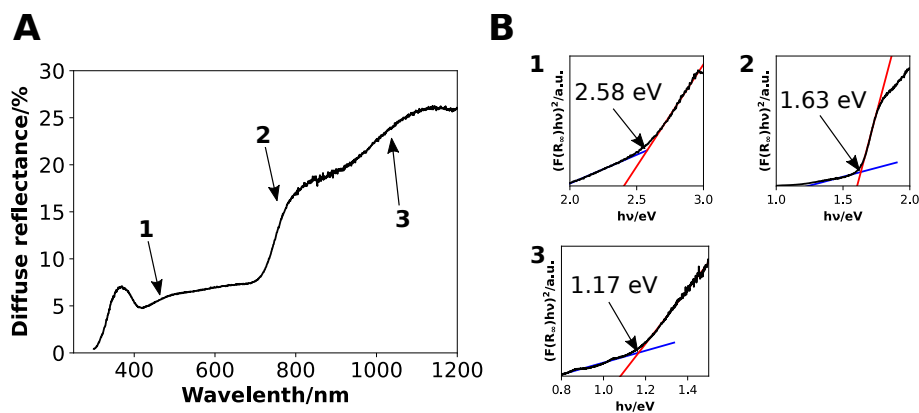 A
B
Diffuse reflectance/%
30
25
20
15
10
5
0
1
2
3
400
600
800
1000
1200
Wavelenth/nm
1
(F(R∞)hν)²/a.u.
2.58 eV
2.0
2.5
3.0
hν/eV
2
(F(R∞)hν)²/a.u.
1.63 eV
1.0
1.5
2.0
hν/eV
3
(F(R∞)hν)²/a.u.
1.17 eV
0.8
1.0
1.2
1.4
hν/eV